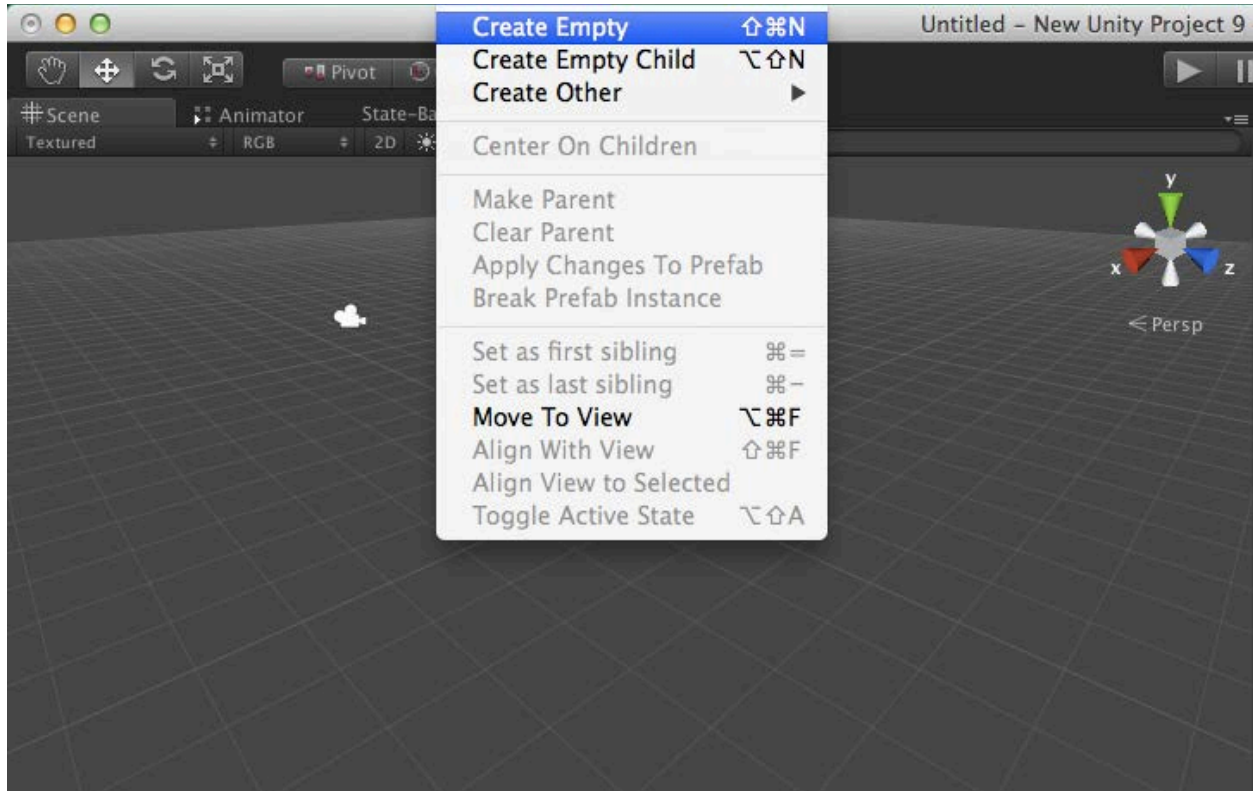 Untitled – New Unity Project 9
Create Empty ⇧⌘N
Create Empty Child ⌥⇧N
Create Other ▶
Center On Children
Make Parent
Clear Parent
Apply Changes To Prefab
Break Prefab Instance
Set as first sibling ⌘=
Set as last sibling ⌘-
Move To View ⌥⌘F
Align With View ⇧⌘F
Align View to Selected
Toggle Active State ⌥⇧A
Pivot
Scene
Animator
State-Ba
Textured
RGB
2D
y
x
z
Persp